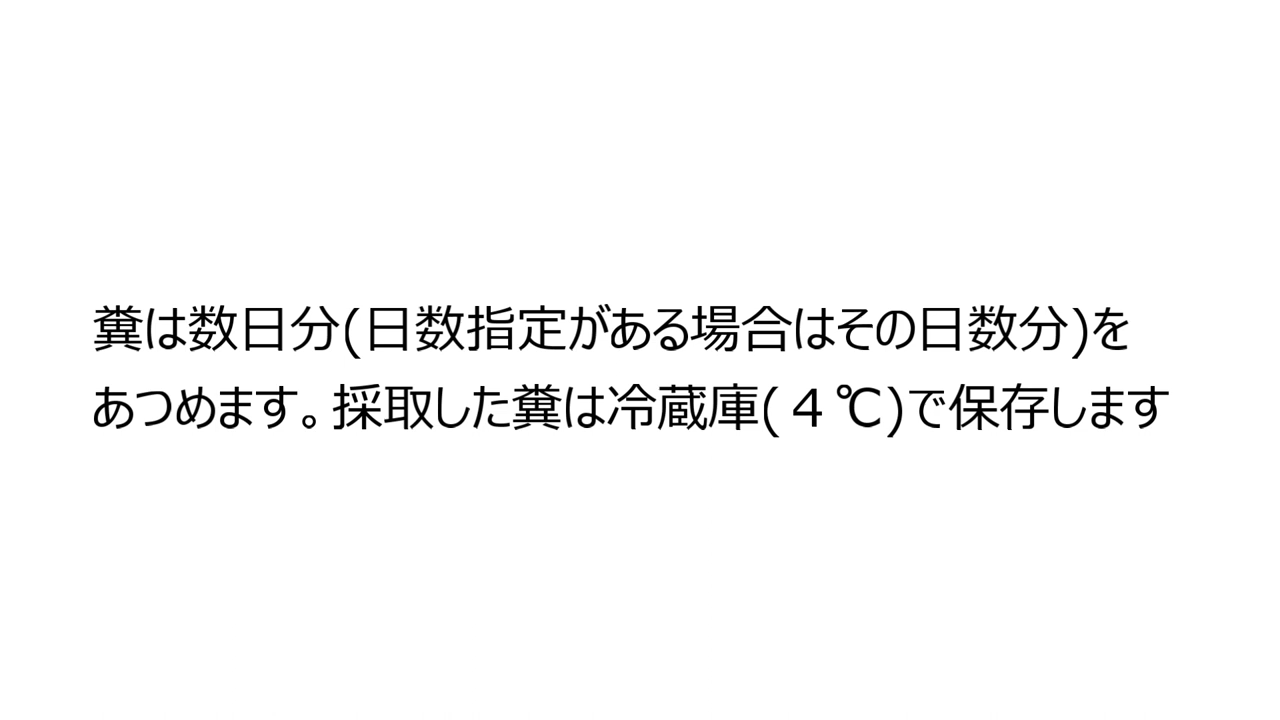 糞は数日分(日数指定がある場合はその日数分)を
あつめます。採取した糞は冷蔵庫(４℃)で保存します